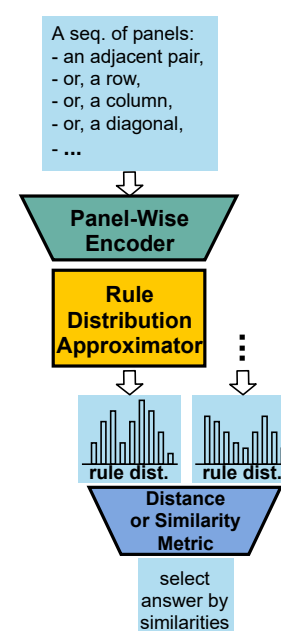 A seq. of panels:
- an adjacent pair,
- or, a row,
- or, a column,
- or, a diagonal,
- ...
Panel-Wise
Encoder
Rule
Distribution
Approximator
⋮
rule dist. rule dist.
Distance
or Similarity
Metric
select
answer by
similarities